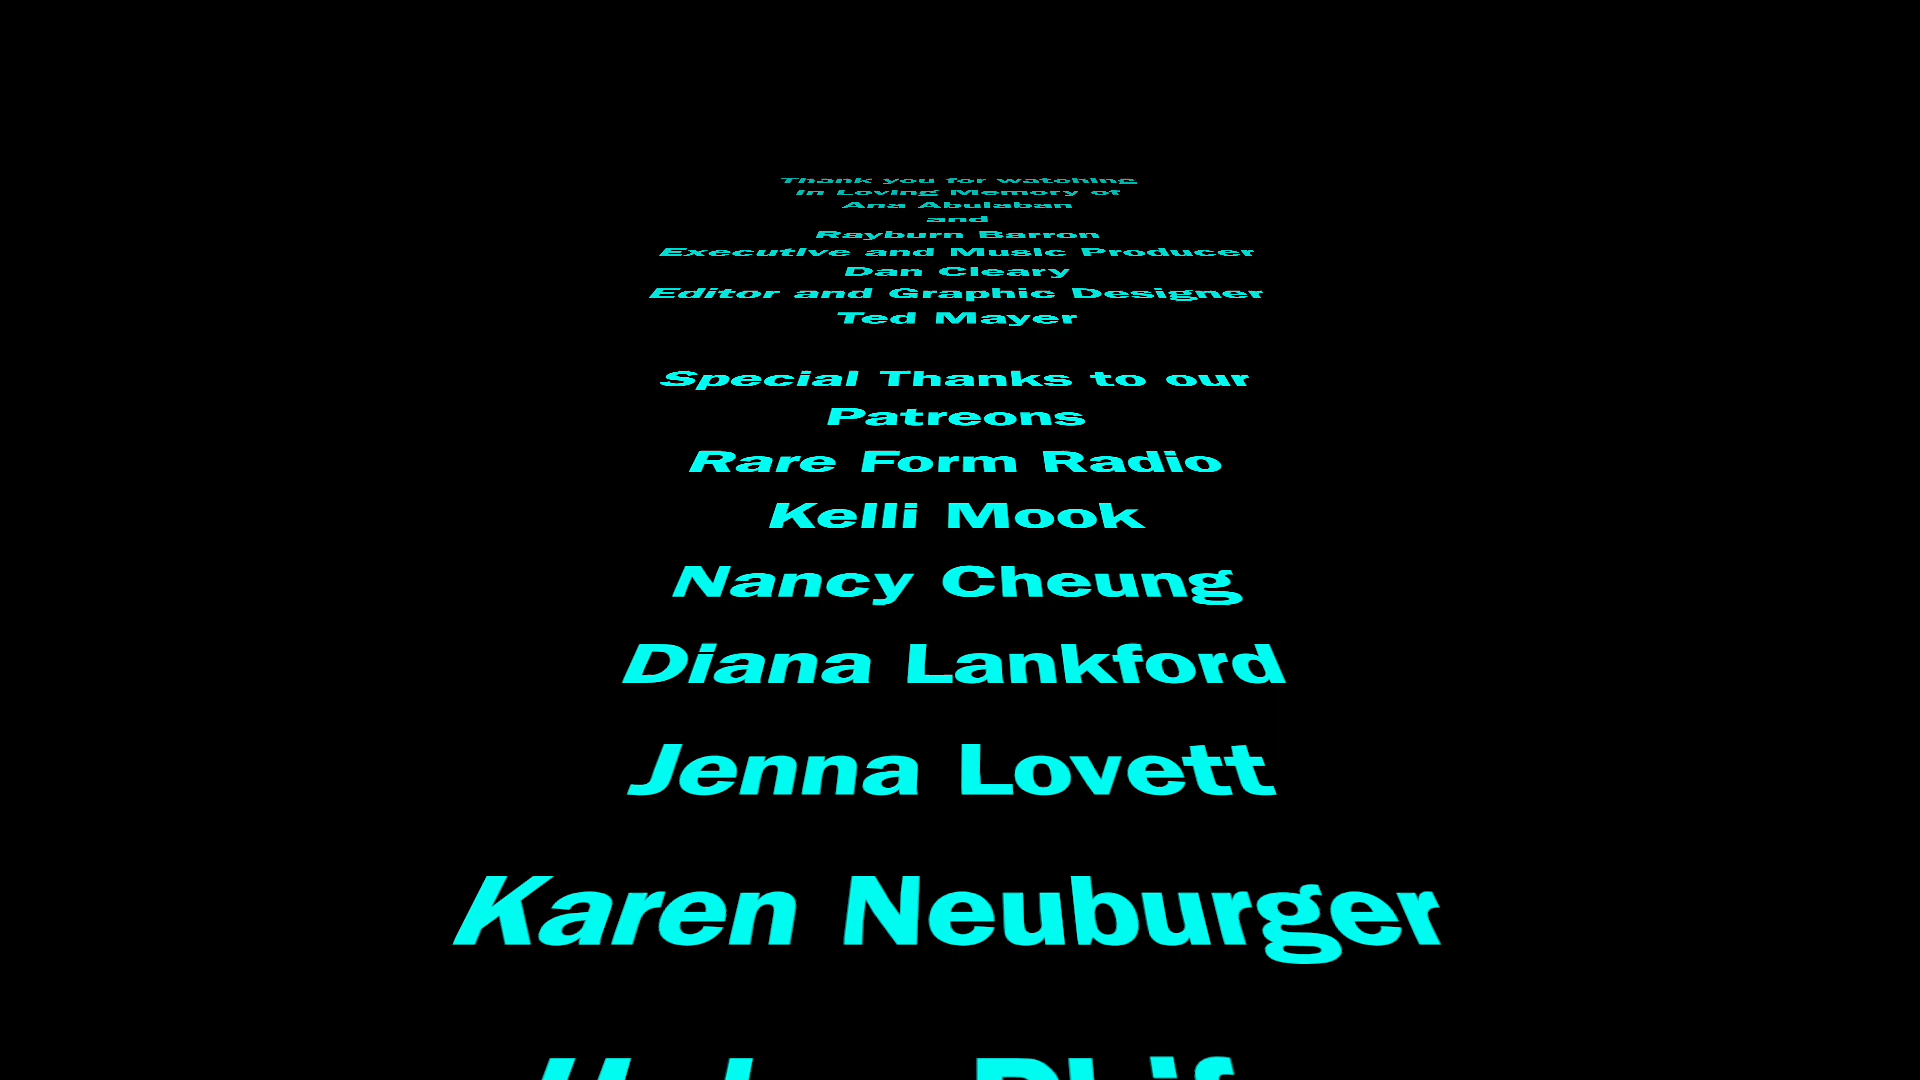 Thank you for watching
In Loving Memory of
Ana Abulaban
and
Rayburn Barron
Executive and Music Producer
Dan Cleary
Editor and Graphic Designer
Ted Mayer
Special Thanks to our
Patreons
Rare Form Radio
Kelli Mook
Nancy Cheung
Diana Lankford
Jenna Lovett
Karen Neuburger